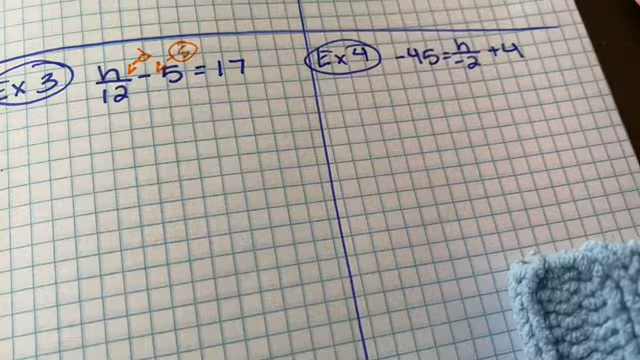 Ex 3 n/12 - 5 = 17
Ex 4 -45 = n/-2 + 4